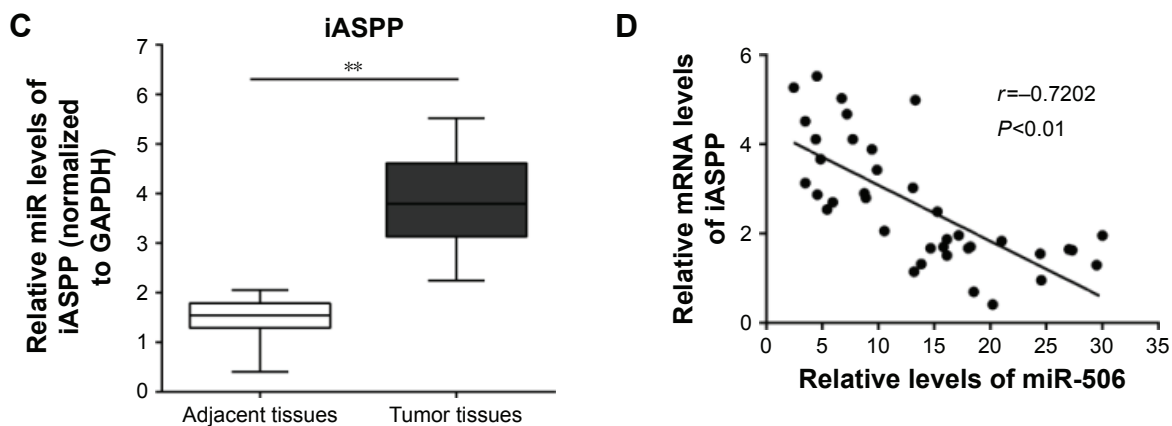 C
iASPP
**
Relative miR levels of
iASPP (normalized
to GAPDH)
7
6
5
4
3
2
1
0
Adjacent tissues
Tumor tissues
D
r=–0.7202
P<0.01
Relative mRNA levels
of iASPP
6
4
2
0
0 5 10 15 20 25 30 35
Relative levels of miR-506